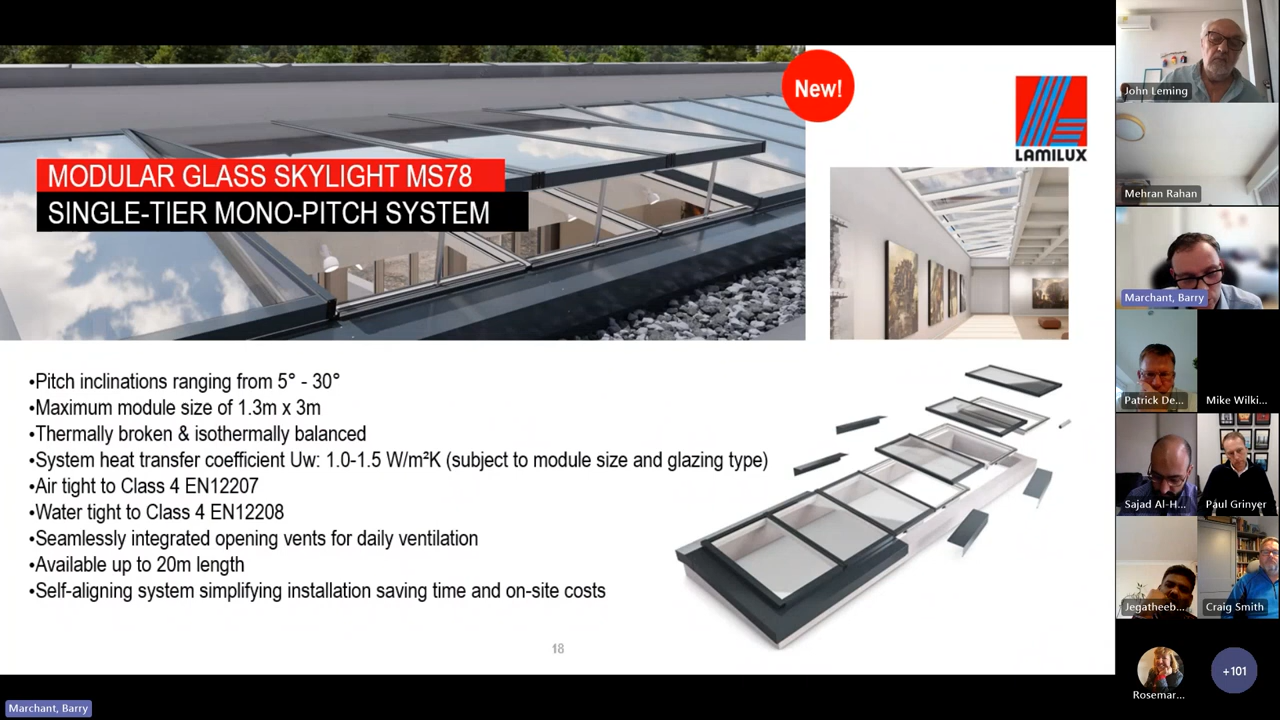 New!
LAMILUX
MODULAR GLASS SKYLIGHT MS78
SINGLE-TIER MONO-PITCH SYSTEM
•Pitch inclinations ranging from 5° - 30°
•Maximum module size of 1.3m x 3m
•Thermally broken & isothermally balanced
•System heat transfer coefficient Uw: 1.0-1.5 W/m²K (subject to module size and glazing type)
•Air tight to Class 4 EN12207
•Water tight to Class 4 EN12208
•Seamlessly integrated opening vents for daily ventilation
•Available up to 20m length
•Self-aligning system simplifying installation saving time and on-site costs
18
Marchant, Barry
John Leming
Mehran Rahan
Marchant, Barry
Patrick De...
Mike Wilki...
Sajad Al-H...
Paul Grinyer
Jegatheeb...
Craig Smith
Rosemar...
+101